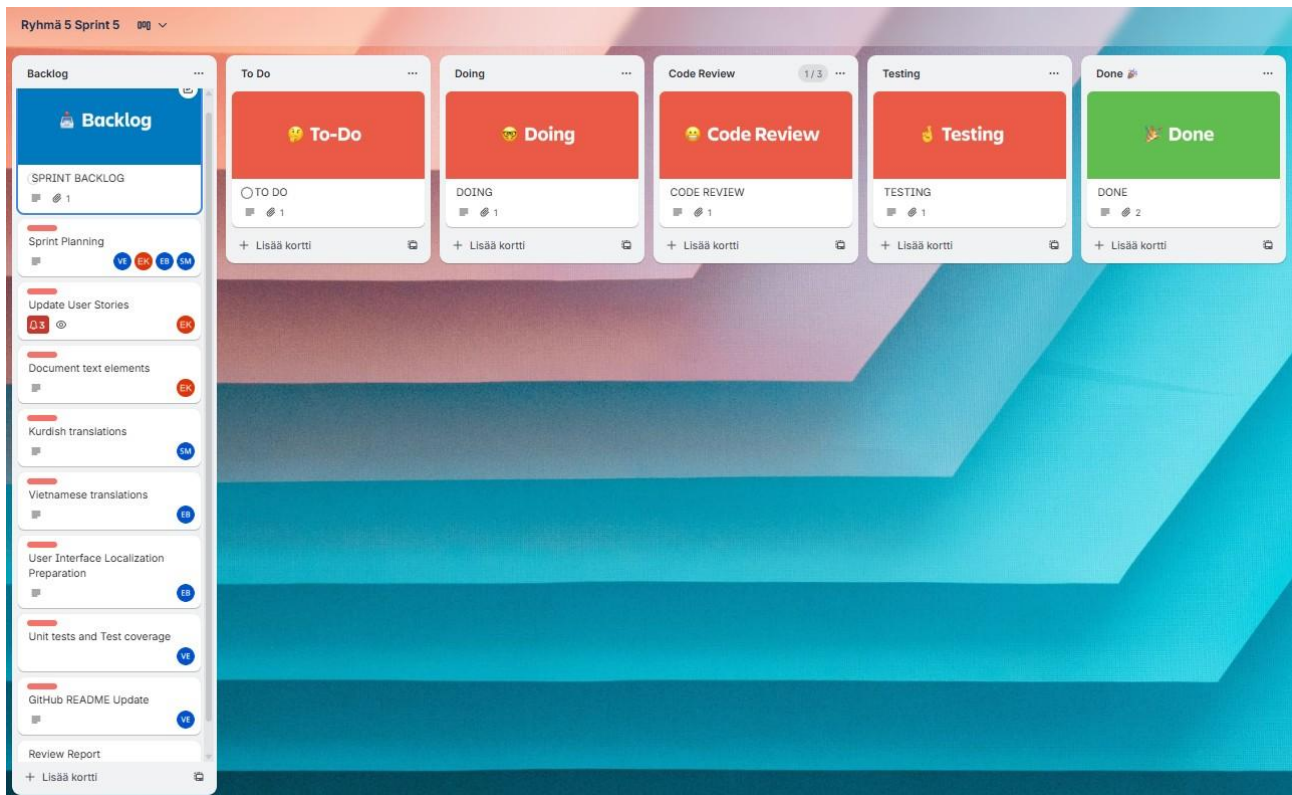 Ryhmä 5 Sprint 5
Backlog
Backlog
SPRINT BACKLOG
1
Sprint Planning
VE EK EB SM
Update User Stories
3
EK
Document text elements
EK
Kurdish translations
SM
Vietnamese translations
EB
User Interface Localization
Preparation
EB
Unit tests and Test coverage
VE
GitHub README Update
VE
Review Report
+ Lisää kortti
To Do
To-Do
TO DO
1
+ Lisää kortti
Doing
Doing
DOING
1
+ Lisää kortti
Code Review
1 / 3
Code Review
CODE REVIEW
1
+ Lisää kortti
Testing
Testing
TESTING
1
+ Lisää kortti
Done 🎉
Done
DONE
2
+ Lisää kortti